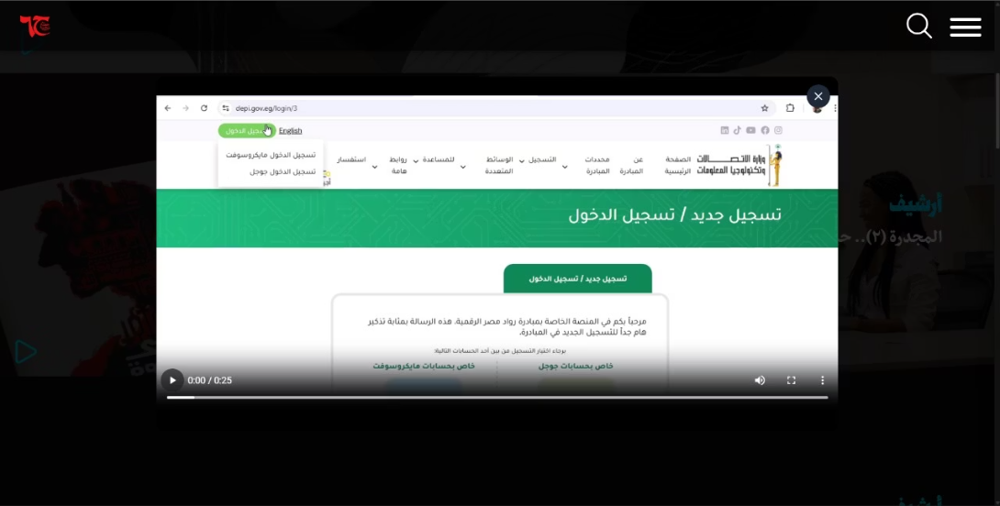 depi.gov.eg/login/3
تسجيل الدخول
English
تسجيل الدخول مايكروسوفت
تسجيل الدخول جوجل
وزارة الاتصالات
وتكنولوجيا المعلومات
الصفحة
الرئيسية
عن
المبادرة
محددات
المبادرة
التسجيل
الوسائط
المتعددة
للمساعدة
روابط
هامة
استفسار
تسجيل جديد / تسجيل الدخول
تسجيل جديد / تسجيل الدخول
مرحباً بكم في المنصة الخاصة بمبادرة رواد مصر الرقمية. هذه الرسالة بمثابة تذكير
هام جداً للتسجيل الجديد في المبادرة.
برجاء اختيار التسجيل من بين أحد الحسابات التالية:
خاص بحسابات جوجل
خاص بحسابات مايكروسوفت
0:00 / 0:25
أرشيف
المجدرة (٢)..
أرشيف